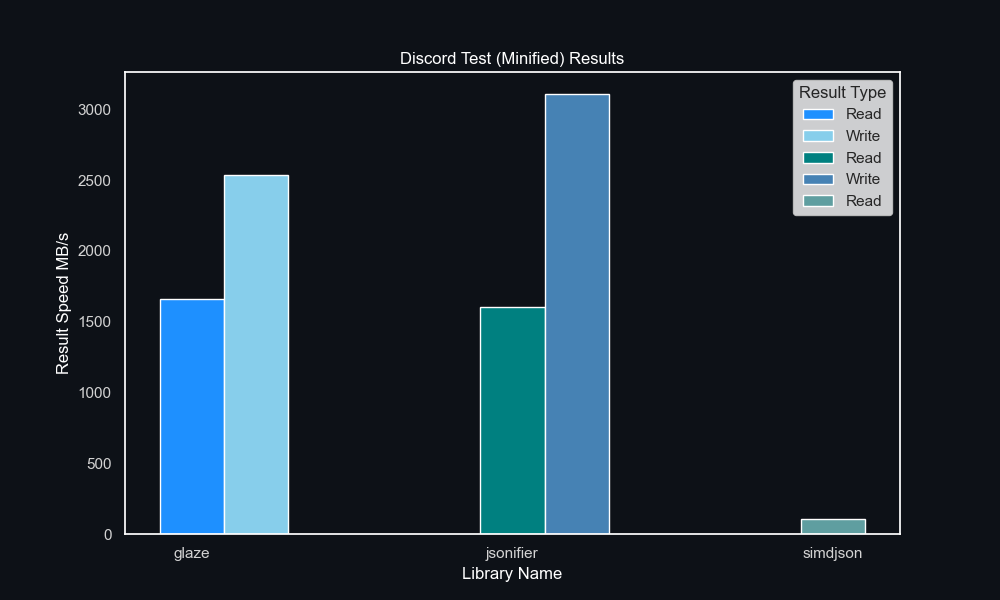 Discord Test (Minified) Results
Result Type
Read
Write
Read
Write
Read
3000
2500
2000
1500
1000
500
0
Result Speed MB/s
glaze
jsonifier
simdjson
Library Name